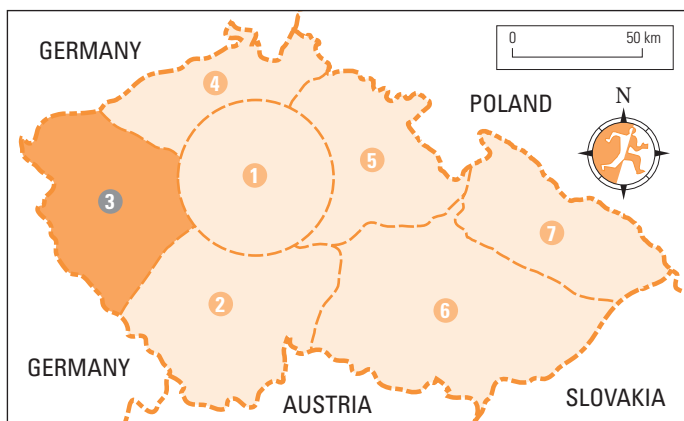 GERMANY
0 50 km
POLAND
N
4
5
1
3
7
2
6
GERMANY
AUSTRIA
SLOVAKIA